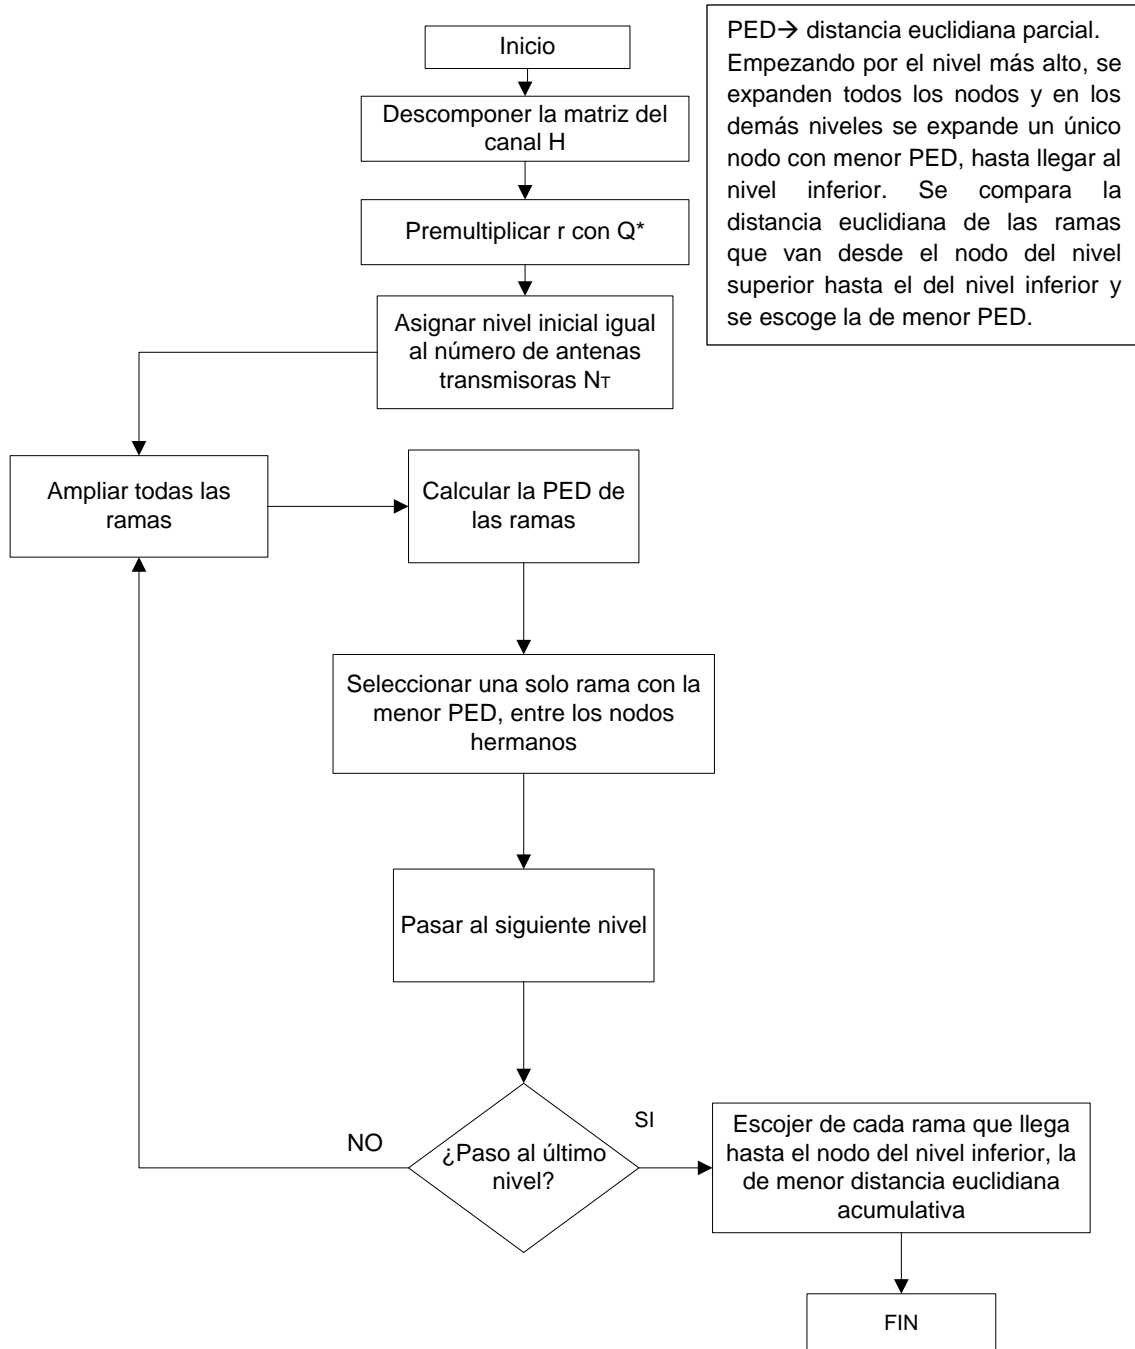 Inicio
Descomponer la matriz del
canal H
Premultiplicar r con Q*
Asignar nivel inicial igual
al número de antenas
transmisoras NT
PED→ distancia euclidiana parcial.
Empezando por el nivel más alto, se
expanden todos los nodos y en los
demás niveles se expande un único
nodo con menor PED, hasta llegar al
nivel inferior. Se compara la
distancia euclidiana de las ramas
que van desde el nodo del nivel
superior hasta el del nivel inferior y
se escoge la de menor PED.
Ampliar todas las
ramas
Calcular la PED de
las ramas
Seleccionar una solo rama con la
menor PED, entre los nodos
hermanos
Pasar al siguiente nivel
¿Paso al último
nivel?
NO
SI
Escojer de cada rama que llega
hasta el nodo del nivel inferior, la
de menor distancia euclidiana
acumulativa
FIN